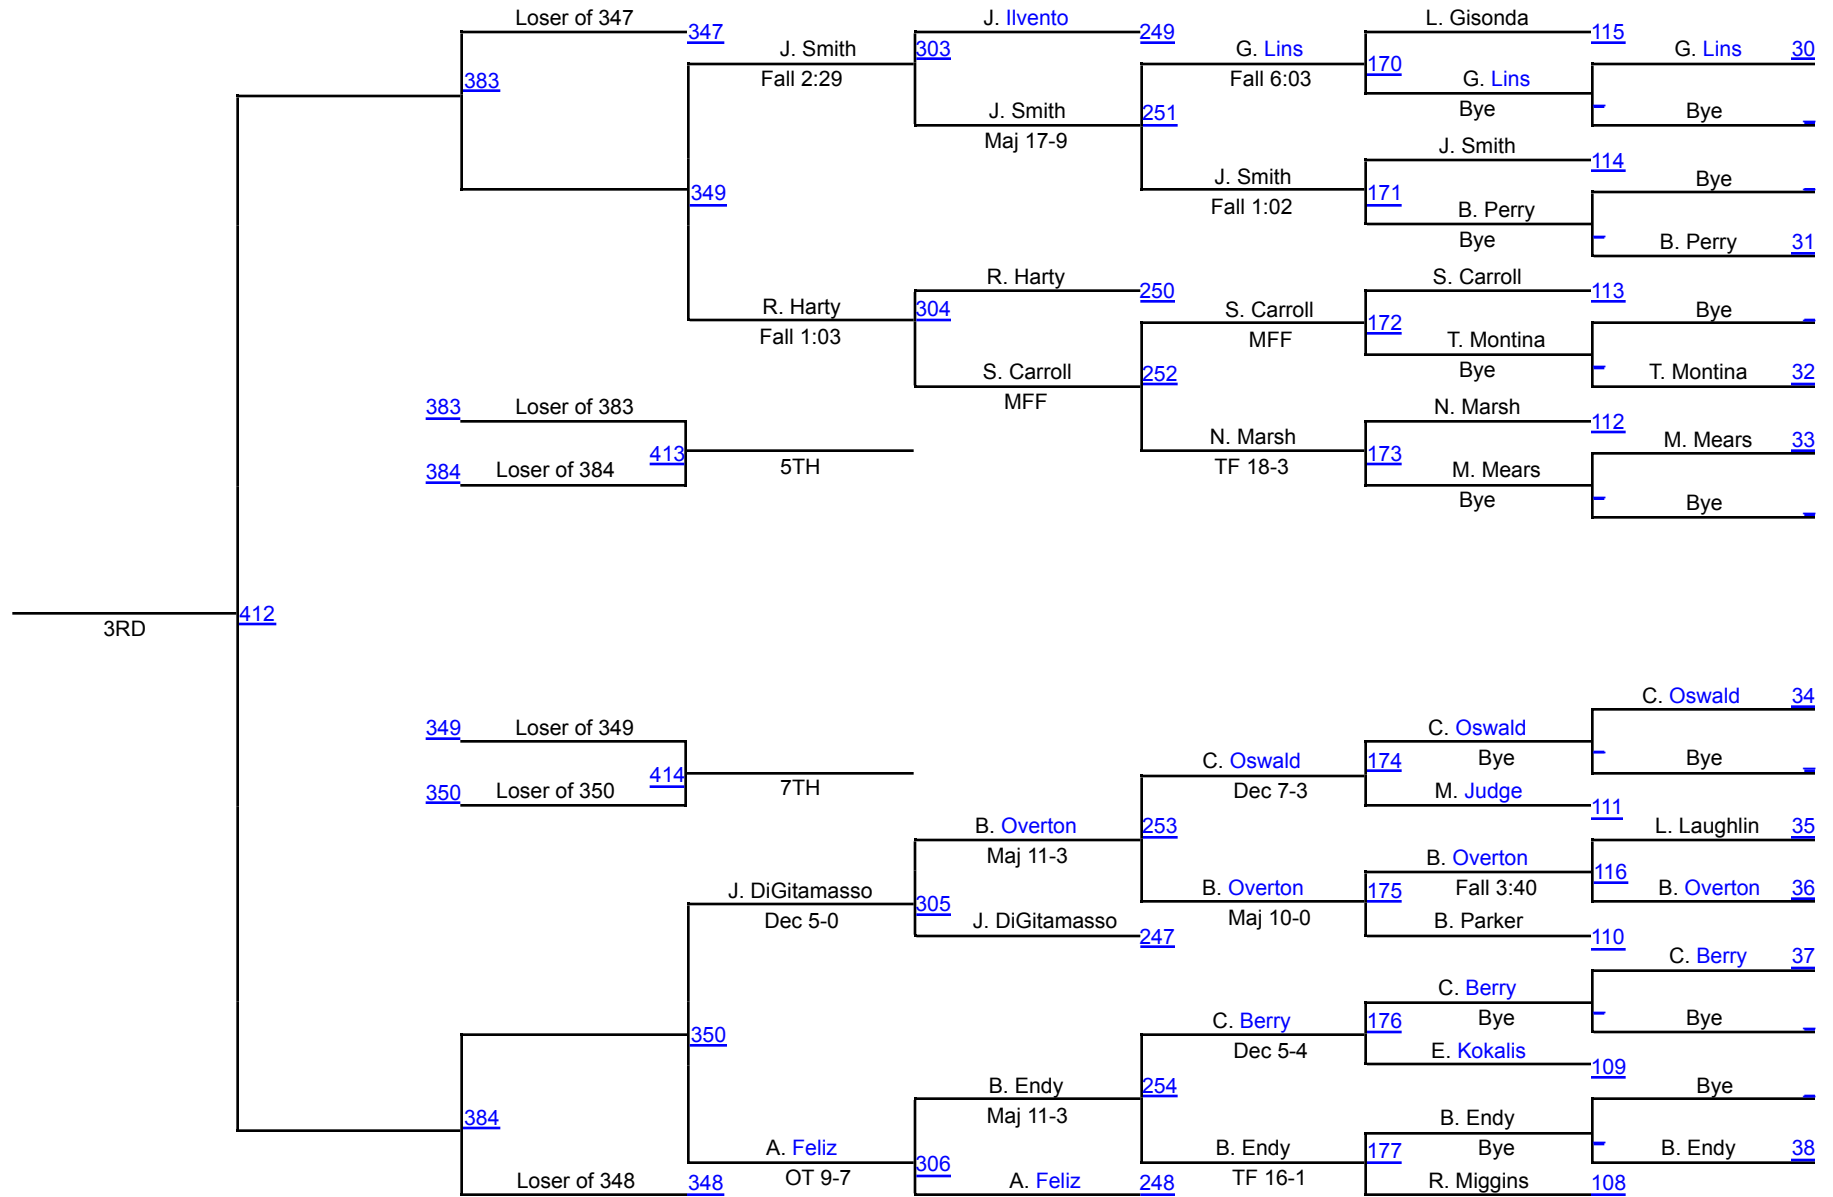 Loser of 347
347
J. Smith
Fall 2:29
303
J. Ilvento
249
G. Lins
Fall 6:03
L. Gisonda
115
G. Lins
30
170
383
G. Lins
Bye
Bye
251
J. Smith
Maj 17-9
J. Smith
114
Bye
349
J. Smith
Fall 1:02
171
B. Perry
Bye
B. Perry
31
R. Harty
250
S. Carroll
113
R. Harty
Fall 1:03
304
S. Carroll
MFF
172
Bye
T. Montina
Bye
T. Montina
32
S. Carroll
MFF
252
383
Loser of 383
N. Marsh
112
413
5TH
N. Marsh
TF 18-3
173
M. Mears
33
384
Loser of 384
M. Mears
Bye
Bye
412
3RD
C. Oswald
34
349
Loser of 349
C. Oswald
Bye
Bye
C. Oswald
Dec 7-3
174
414
7TH
350
Loser of 350
M. Judge
111
B. Overton
Maj 11-3
253
L. Laughlin
35
B. Overton
Fall 3:40
116
J. DiGitamasso
Dec 5-0
305
B. Overton
Maj 10-0
175
B. Overton
36
J. DiGitamasso
247
B. Parker
110
C. Berry
37
C. Berry
Bye
Bye
350
C. Berry
Dec 5-4
176
E. Kokalis
109
B. Endy
Maj 11-3
254
Bye
384
B. Endy
Bye
A. Feliz
OT 9-7
306
B. Endy
TF 16-1
177
B. Endy
38
Loser of 348
348
A. Feliz
248
R. Miggins
108